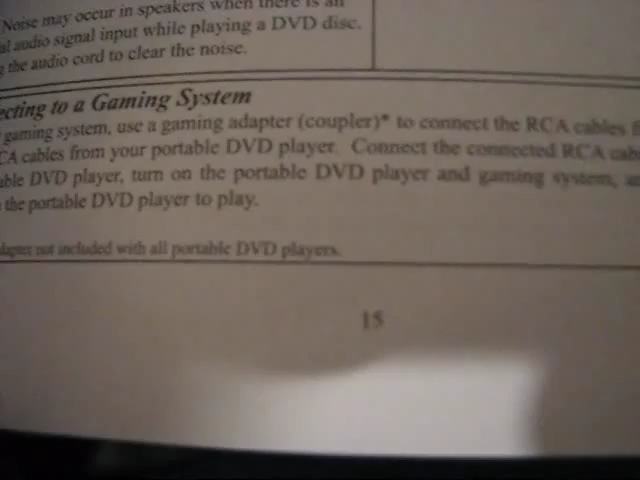 Noise may occur in speakers when there is an
audio signal input while playing a DVD disc.
the audio cord to clear the noise.
ecting to a Gaming System
gaming system, use a gaming adapter (coupler)* to connect the RCA cables
CA cables from your portable DVD player. Connect the connected RCA cab
able DVD player, turn on the portable DVD player and gaming system, a
the portable DVD player to play.
dapter not included with all portable DVD players.
15